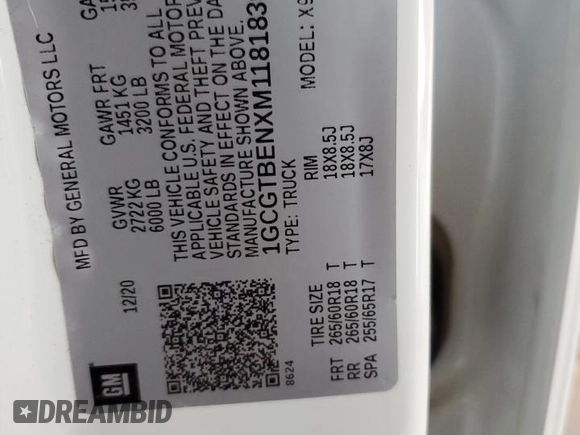 MFD BY GENERAL MOTORS LLC
12/20
GVWR
2722 KG
6000 LB
GAWR FRT
1451 KG
3200 LB
THIS VEHICLE CONFORMS TO ALL
APPLICABLE U.S. FEDERAL MOTOR
VEHICLE SAFETY AND THEFT PREV
STANDARDS IN EFFECT ON THE DA
MANUFACTURE SHOWN ABOVE.
1GCGTBENXM1118183
TYPE: TRUCK
MODEL: X9
8624
TIRE SIZE RIM
FRT 265/60R18 T 18X8.5J
RR 265/60R18 T 18X8.5J
SPA 255/65R17 T 17X8J
GM
DREAMBID